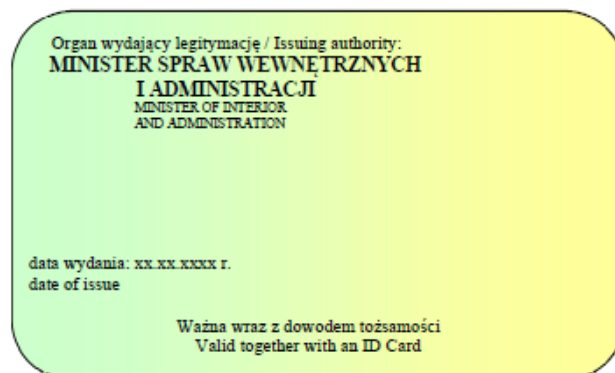 Organ wydający legitymację / Issuing authority:
MINISTER SPRAW WEWNĘTRZNYCH
I ADMINISTRACJI
MINISTER OF INTERIOR
AND ADMINISTRATION
data wydania: xx.xx.xxxx r.
date of issue
Ważna wraz z dowodem tożsamości
Valid together with an ID Card